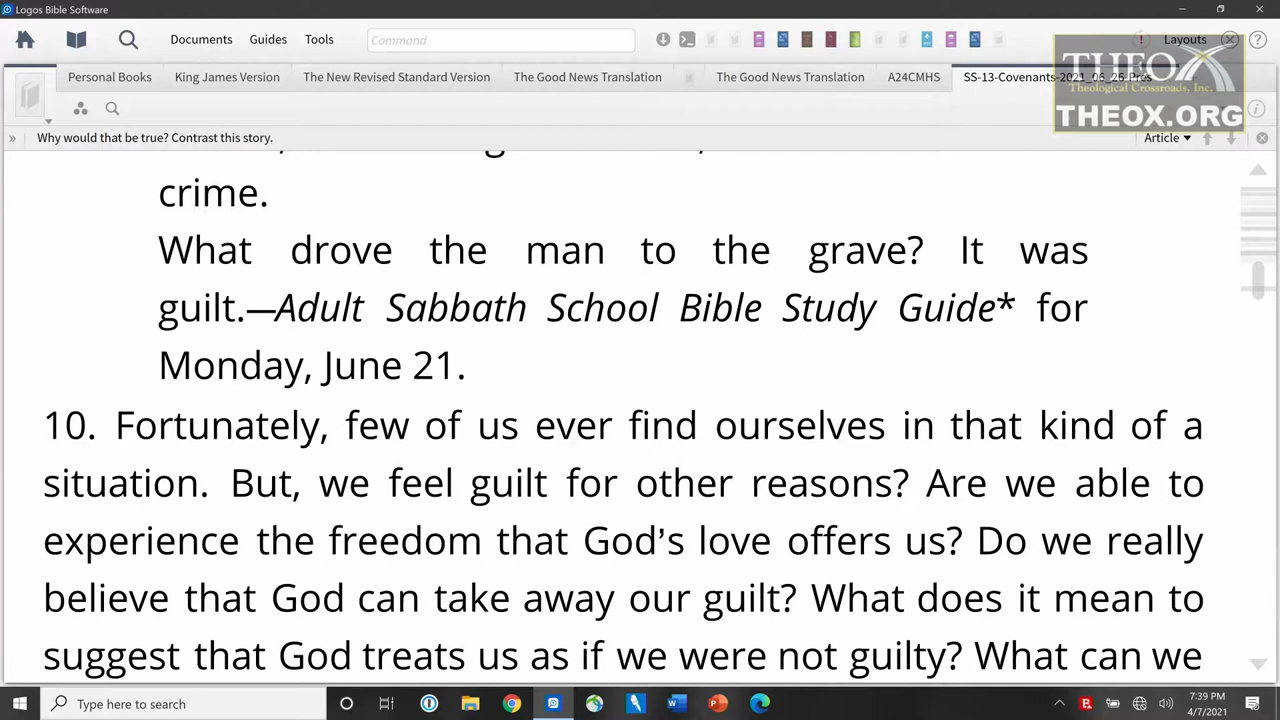 Logos Bible Software
Documents Guides Tools Command Layouts
Personal Books King James Version The New Revised Standard Version The Good News Translation The Good News Translation A24CMHS SS-13-Covenants-2021_06_26.Pres
THEOX
Theological Crossroads, Inc.
THEOX.ORG
» Why would that be true? Contrast this story. Article
crime.
What drove the man to the grave? It was
guilt.—Adult Sabbath School Bible Study Guide* for
Monday, June 21.
10. Fortunately, few of us ever find ourselves in that kind of a
situation. But, we feel guilt for other reasons? Are we able to
experience the freedom that God's love offers us? Do we really
believe that God can take away our guilt? What does it mean to
suggest that God treats us as if we were not guilty? What can we
Type here to search
7:39 PM
4/7/2021